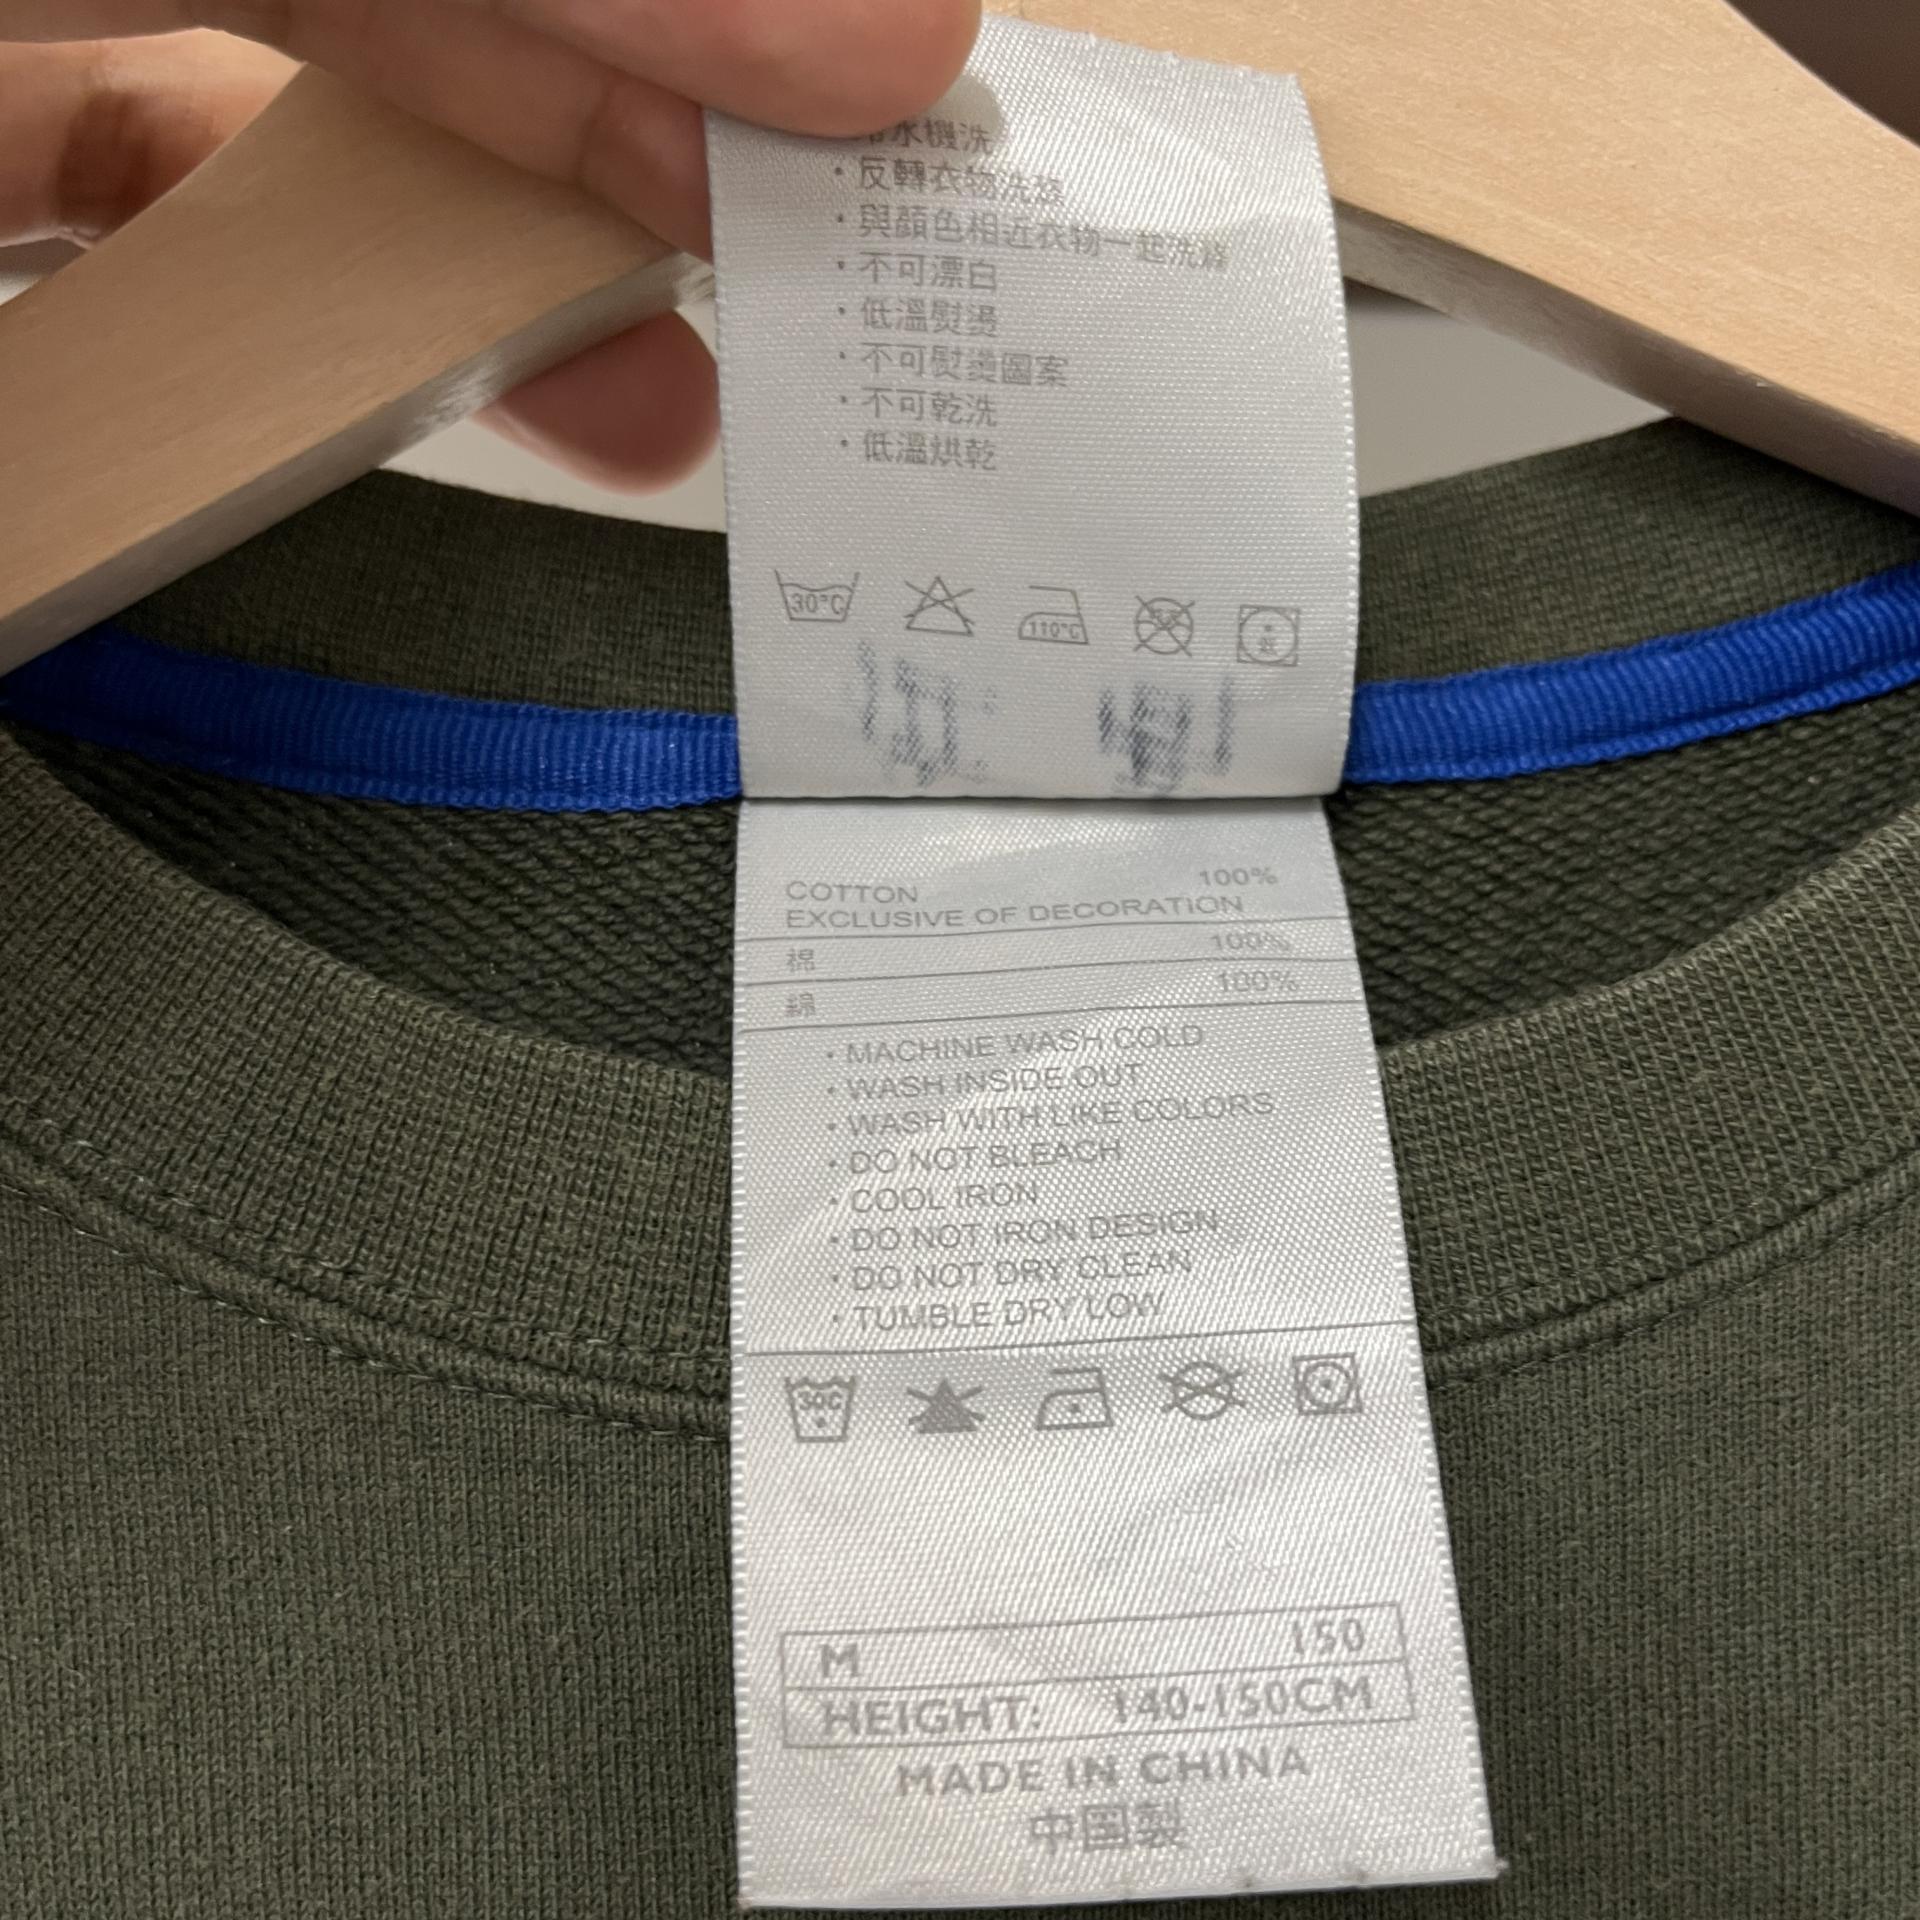 水機洗
· 反轉衣物洗滌
· 與顏色相近衣物一起洗滌
· 不可漂白
· 低溫熨燙
· 不可熨燙圖案
· 不可乾洗
· 低溫烘乾
30°C 110°C
COTTON 100%
EXCLUSIVE OF DECORATION
棉 100%
綿 100%
· MACHINE WASH COLD
· WASH INSIDE OUT
· WASH WITH LIKE COLORS
· DO NOT BLEACH
· COOL IRON
· DO NOT IRON DESIGN
· DO NOT DRY CLEAN
· TUMBLE DRY LOW
30C
M 150
HEIGHT: 140-150CM
MADE IN CHINA
中国製